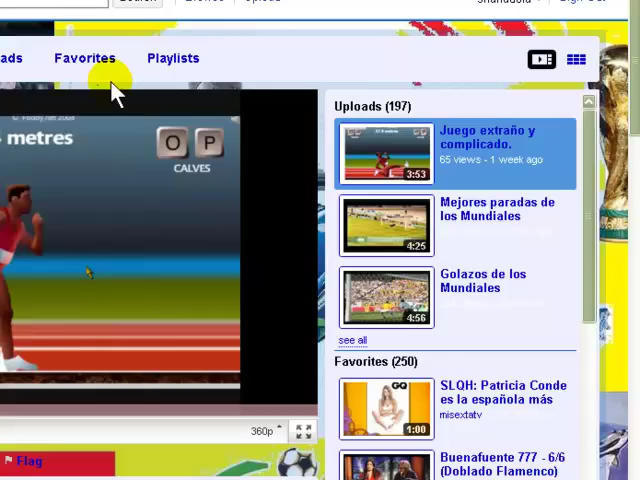 Favorites
Playlists
metres
O P
CALVES
Uploads (197)
Juego extraño y
complicado.
65 views - 1 week ago
3:53
Mejores paradas de
los Mundiales
4:25
Golazos de los
Mundiales
4:56
see all
Favorites (250)
SLQH: Patricia Conde
es la española más
misextatv
GQ
1:00
Buenafuente 777 - 6/6
(Doblado Flamenco)
360p
Flag